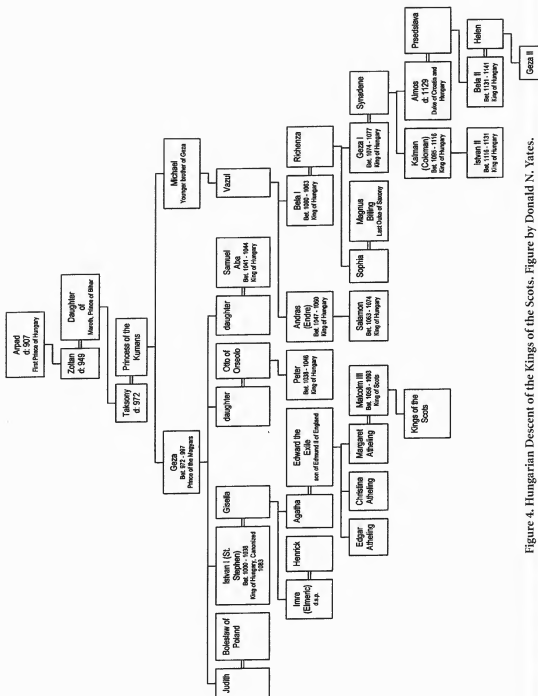 Arped
d: 907
First Prince of Hungary
Zoltan
d: 949
Daughter
of
Maroth, Prince of Bihar
Taksony
d: 972
Princess of the
Kumans
Geza
Bet. 972 - 997
Prince of the Magyars
Michael
Younger brother of Geza
Judith
Boleslaw of
Poland
Istvan I (St.
Stephen)
Bet. 1000 - 1038
King of Hungary, Canonized
1083
Gisella
daughter
Otto of
Orseolo
daughter
Samuel
Aba
Bet. 1041 - 1044
King of Hungary
Vazul
Imra
(Elmeric)
d.s.p.
Henrick
Agatha
Edward the
Exile
son of Edmund II of England
Peter
Bet. 1038 - 1046
King of Hungary
Andras
(Endre)
Bet. 1047 - 1060
King of Hungary
Bela I
Bet. 1060 - 1063
King of Hungary
Richenza
Edgar
Atheling
Christina
Atheling
Margaret
Atheling
Malcolm III
Bet. 1058 - 1093
King of Scots
Salamon
Bet. 1063 - 1074
King of Hungary
Sophia
Magnus
Billing
Last Duke of Saxony
Geza I
Bet. 1074 - 1077
King of Hungary
Synadene
Kings of the
Scots
Kalman
(Coloman)
Bet. 1095 - 1116
King of Hungary
Almos
d: 1129
Duke of Croatia and
Hungary
Praedslava
Istvan II
Bet. 1116 - 1131
King of Hungary
Bela II
Bet. 1131 - 1141
King of Hungary
Helen
Geza II
Figure 4. Hungarian Descent of the Kings of the Scots. Figure by Donald N. Yates.